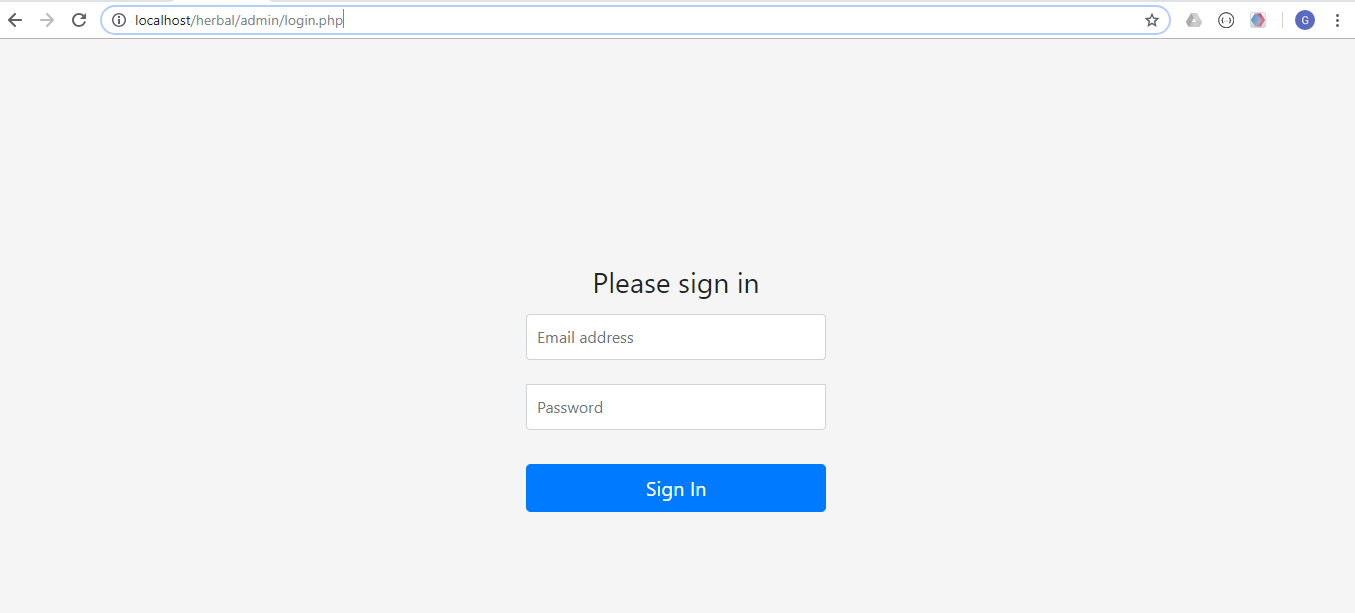 localhost/herbal/admin/login.php
G
Please sign in
Email address
Password
Sign In